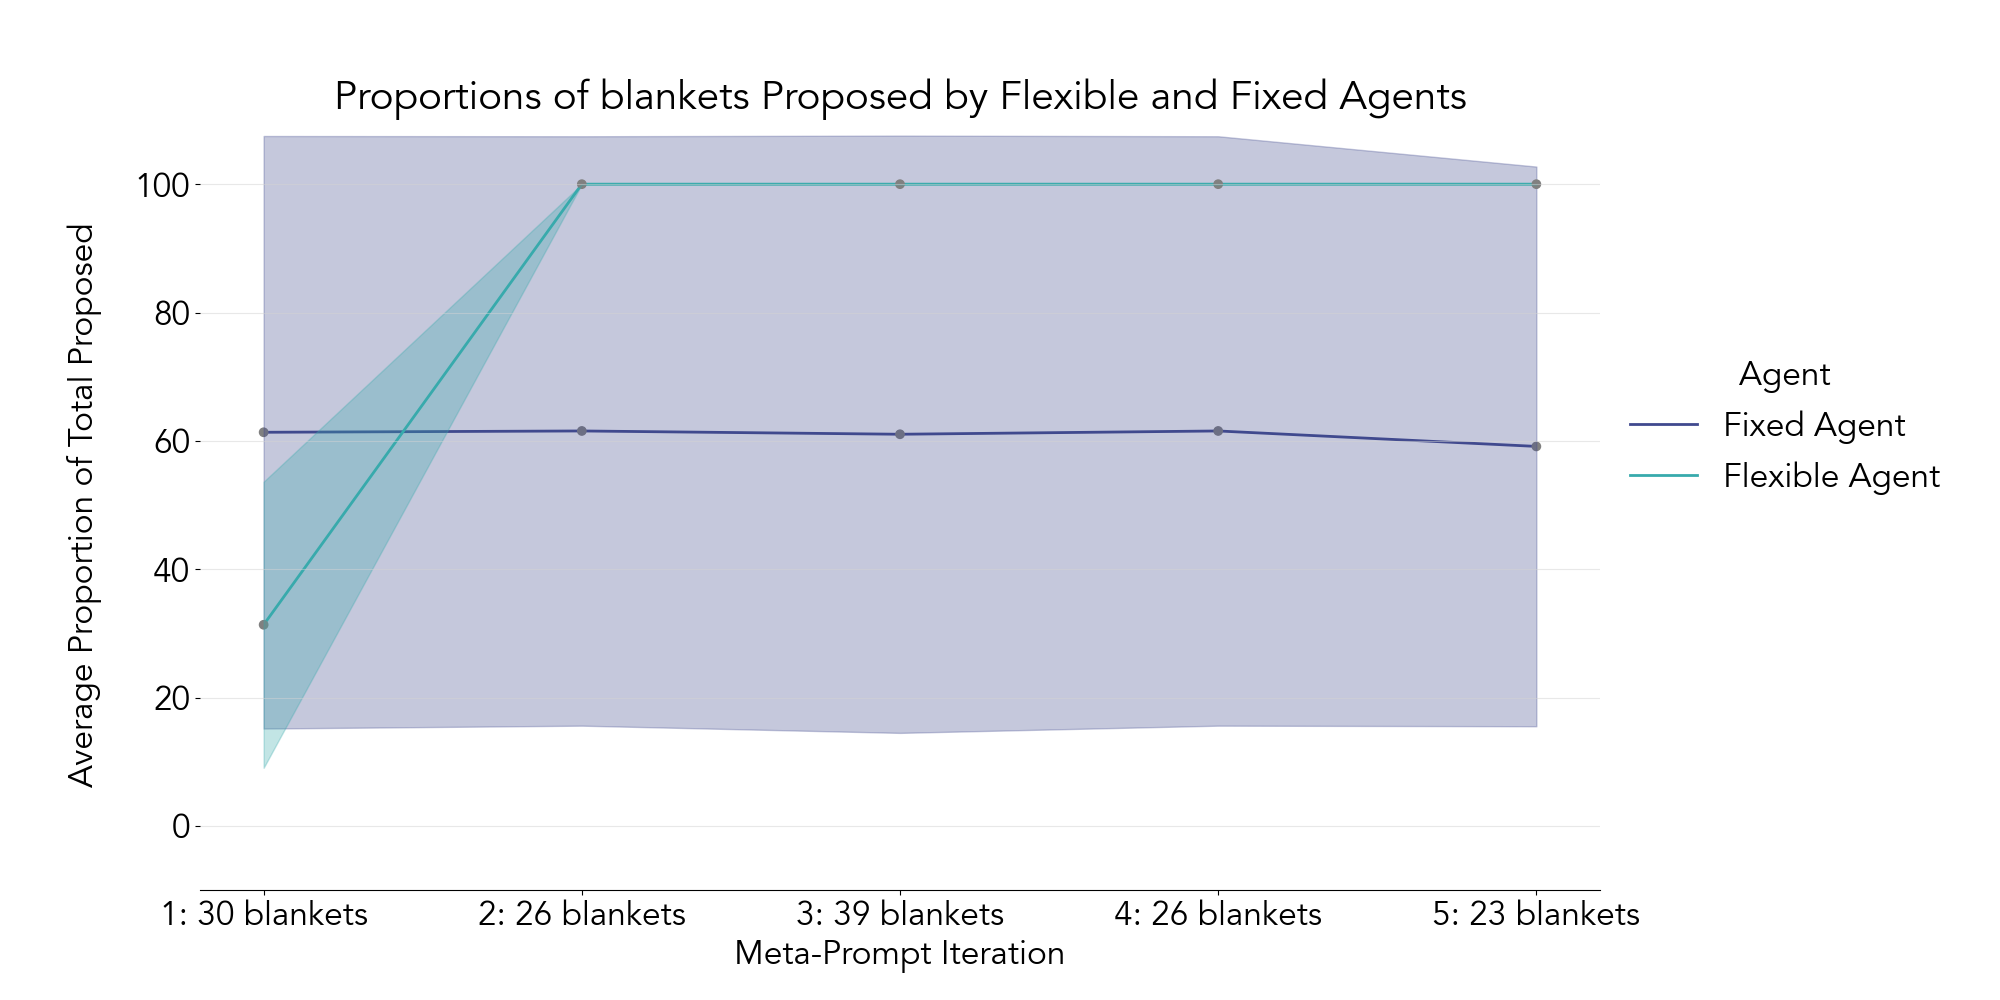 Proportions of blankets Proposed by Flexible and Fixed Agents
Average Proportion of Total Proposed
100
80
60
40
20
0
1: 30 blankets
2: 26 blankets
3: 39 blankets
4: 26 blankets
5: 23 blankets
Meta-Prompt Iteration
Agent
Fixed Agent
Flexible Agent